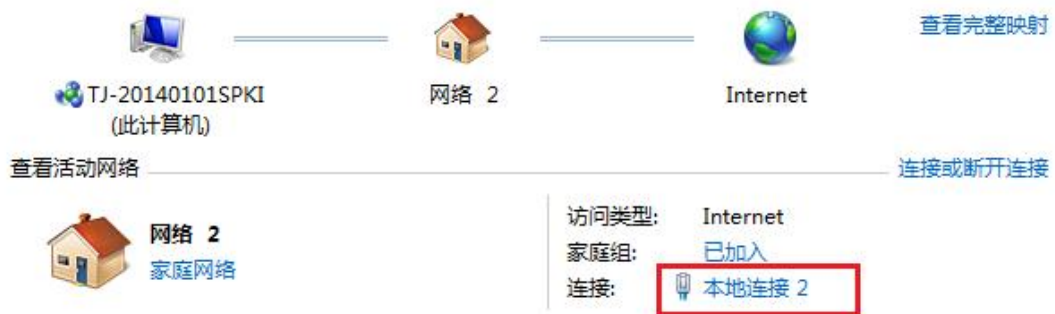 查看完整映射
TJ-20140101SPKI 网络 2 Internet
(此计算机)
查看活动网络 连接或断开连接
访问类型: Internet
网络 2
家庭组: 已加入
家庭网络
连接: 本地连接 2